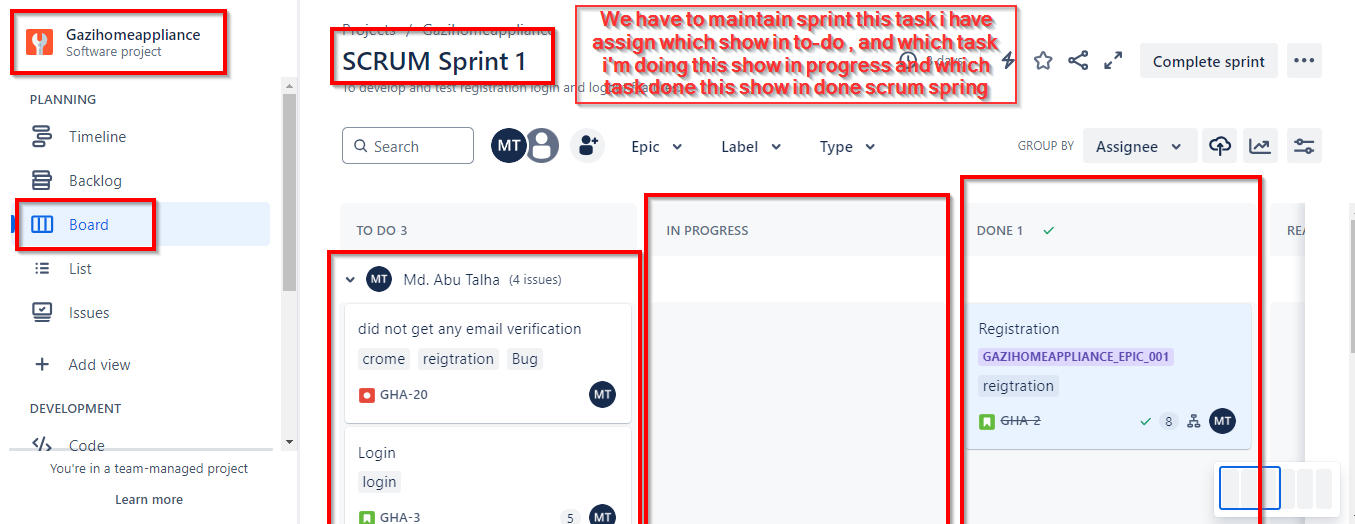 Gazihomeappliance
Software project
PLANNING
Timeline
Backlog
Board
List
Issues
Add view
DEVELOPMENT
Code
You're in a team-managed project
Learn more
Projects / Gazihomeappliance
SCRUM Sprint 1
To develop and test registration login and
We have to maintain sprint this task i have
assign which show in to-do , and which task
i'm doing this show in progress and which
task done this show in done scrum spring
days
Complete sprint
Search
MT
Epic
Label
Type
GROUP BY
Assignee
TO DO 3
IN PROGRESS
DONE 1
MT Md. Abu Talha (4 issues)
did not get any email verification
crome reigtration Bug
GHA-20 MT
Login
login
GHA-3 5 MT
Registration
GAZIHOMEAPPLIANCE_EPIC_001
reigtration
GHA-2 8 MT